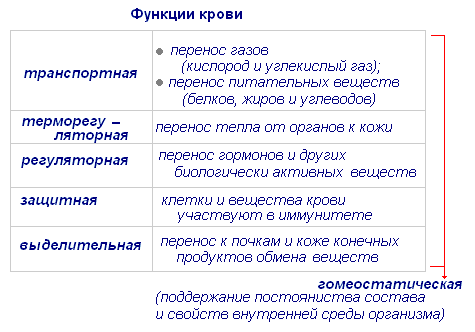 Функции крови
транспортная
• перенос газов
(кислород и углекислый газ);
• перенос питательных веществ
(белков, жиров и углеводов)
терморегу –
ляторная
перенос тепла от органов к кожи
регуляторная
перенос гормонов и других
биологически активных веществ
защитная
клетки и вещества крови
участвуют в иммунитете
выделительная
перенос к почкам и коже конечных
продуктов обмена веществ
гомеостатическая
(поддержание постояниства состава
и свойств внутренней среды организма)